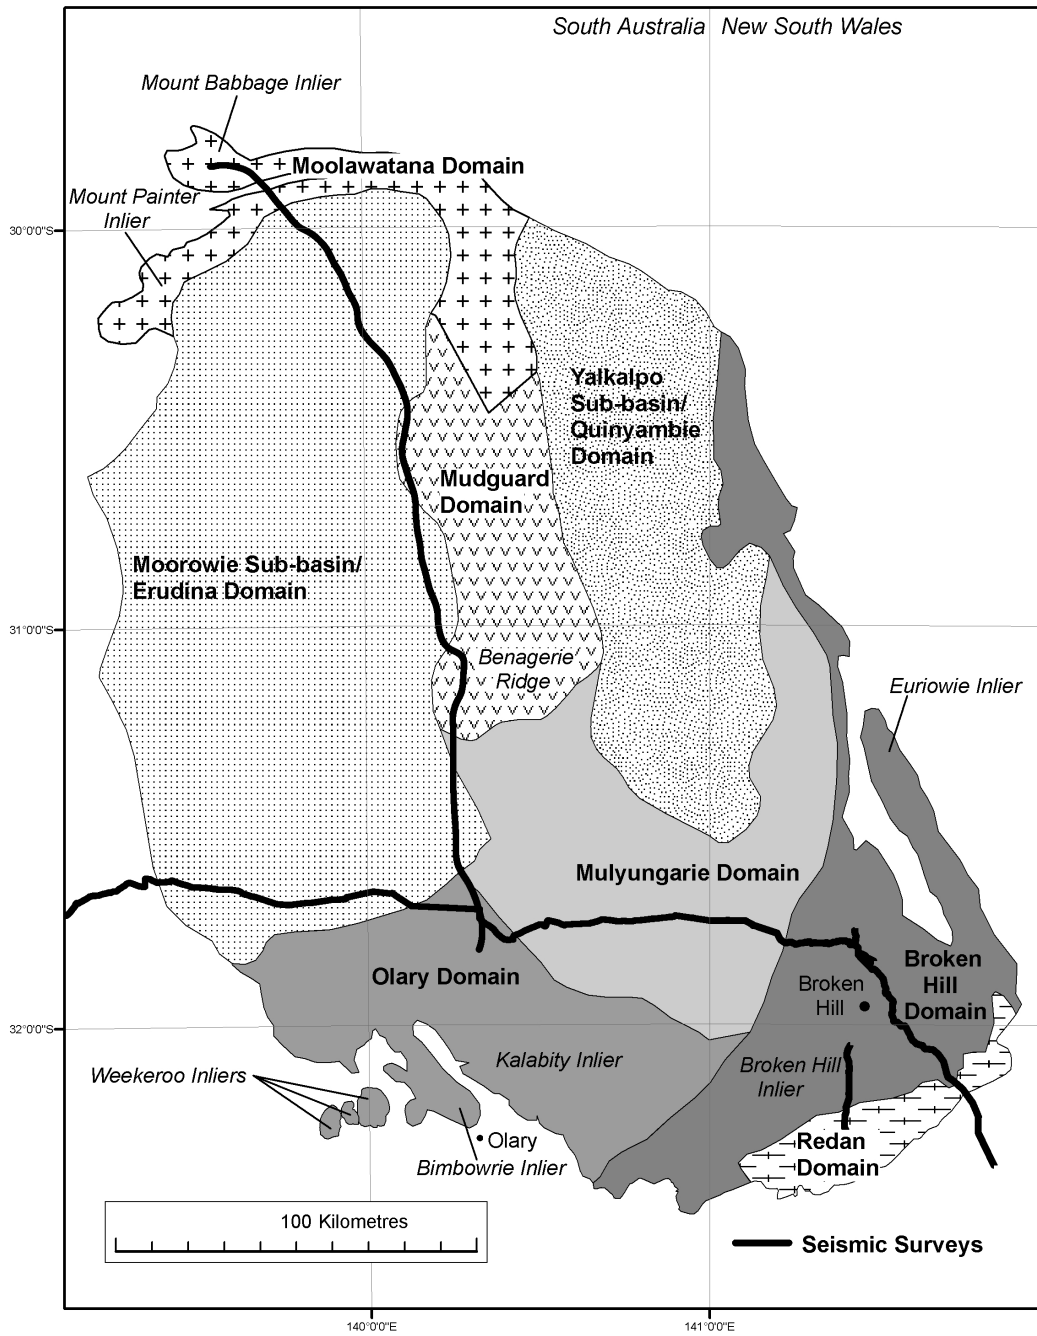 South Australia
New South Wales
Mount Babbage Inlier
Moolawatana Domain
Mount Painter
Inlier
30°0'0"S
Yalkalpo
Sub-basin/
Quinyambie
Domain
Mudguard
Domain
Moorowie Sub-basin/
Erudina Domain
31°0'0"S
Benagerie
Ridge
Euriowie Inlier
Mulyungarie Domain
Olary Domain
Broken
Hill
Domain
Broken
Hill
32°0'0"S
Kalabity Inlier
Broken Hill
Inlier
Weekeroo Inliers
Olary
Bimbowrie Inlier
Redan
Domain
100 Kilometres
Seismic Surveys
140°0'0"E
141°0'0"E